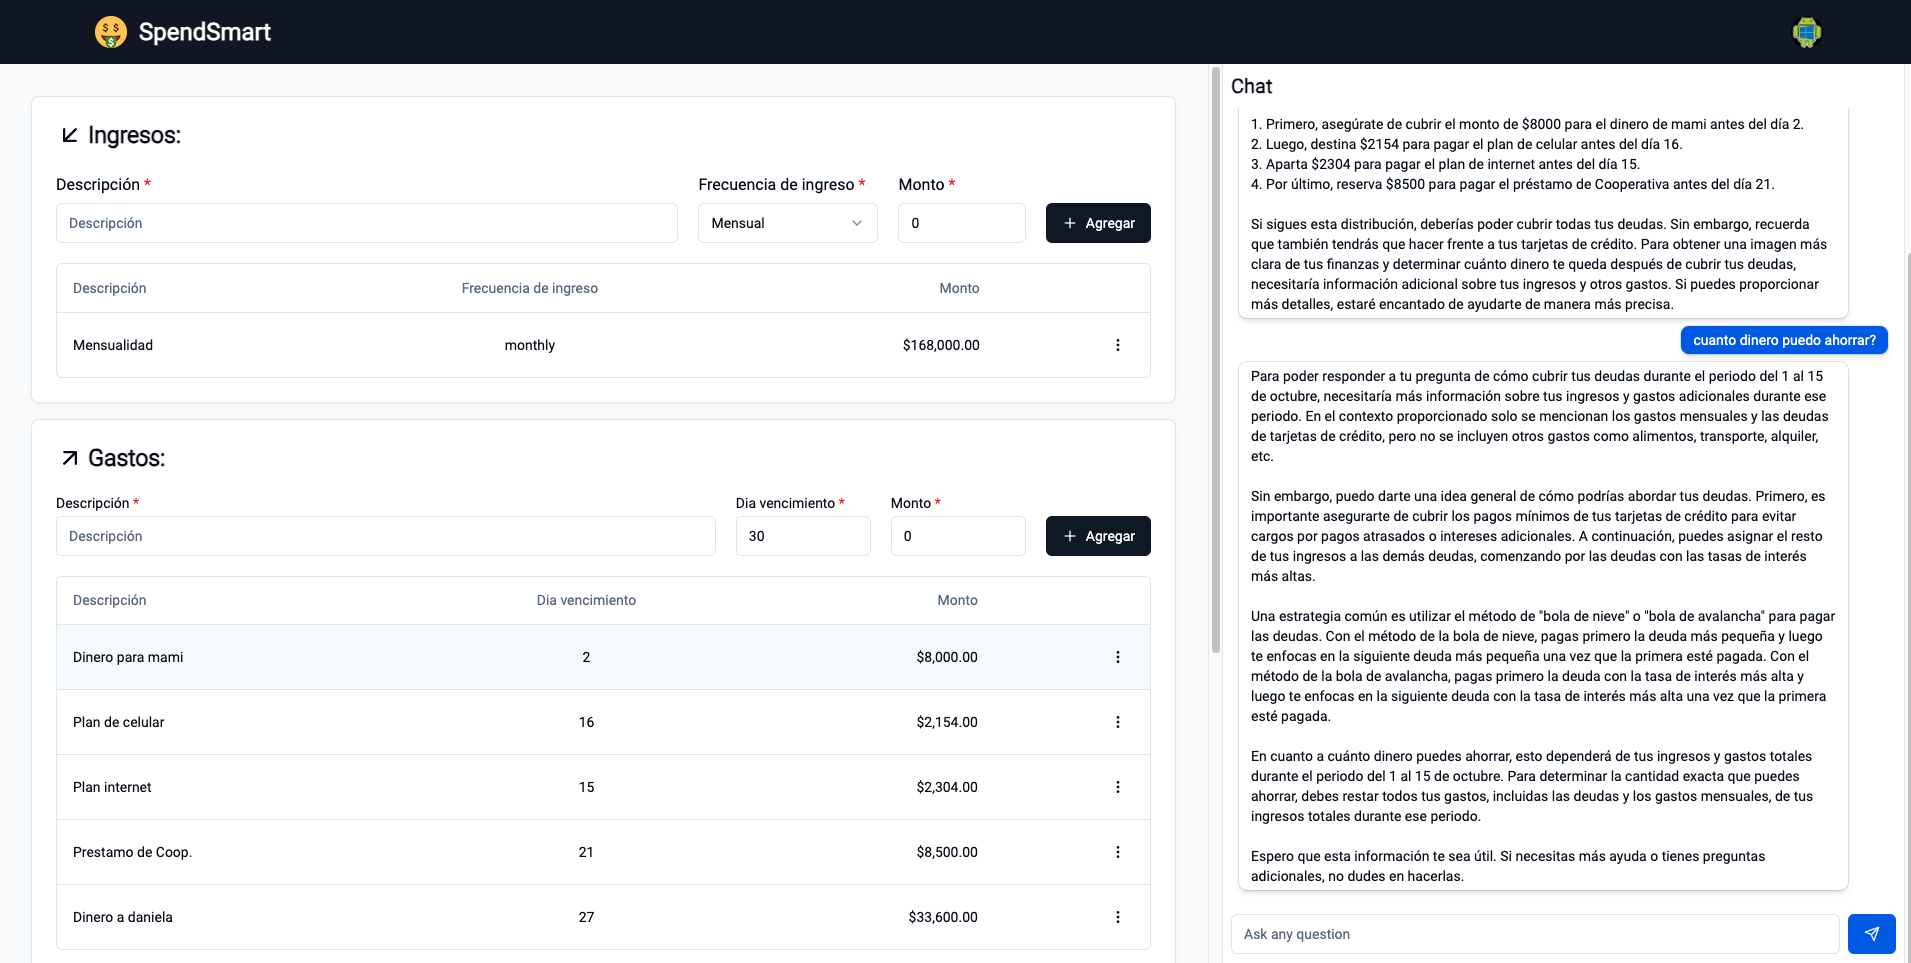 SpendSmart
Ingresos:
Descripción *
Frecuencia de ingreso *
Monto *
Descripción
Mensual
0
Agregar
Descripción Frecuencia de ingreso Monto
Mensualidad monthly $168,000.00
Gastos:
Descripción *
Dia vencimiento *
Monto *
Descripción
30
0
Agregar
Descripción Dia vencimiento Monto
Dinero para mami 2 $8,000.00
Plan de celular 16 $2,154.00
Plan internet 15 $2,304.00
Prestamo de Coop. 21 $8,500.00
Dinero a daniela 27 $33,600.00
Chat
1. Primero, asegúrate de cubrir el monto de $8000 para el dinero de mami antes del día 2.
2. Luego, destina $2154 para pagar el plan de celular antes del día 16.
3. Aparta $2304 para pagar el plan de internet antes del día 15.
4. Por último, reserva $8500 para pagar el préstamo de Cooperativa antes del día 21.
Si sigues esta distribución, deberías poder cubrir todas tus deudas. Sin embargo, recuerda
que también tendrás que hacer frente a tus tarjetas de crédito. Para obtener una imagen más
clara de tus finanzas y determinar cuánto dinero te queda después de cubrir tus deudas,
necesitaría información adicional sobre tus ingresos y otros gastos. Si puedes proporcionar
más detalles, estaré encantado de ayudarte de manera más precisa.
cuanto dinero puedo ahorrar?
Para poder responder a tu pregunta de cómo cubrir tus deudas durante el periodo del 1 al 15
de octubre, necesitaría más información sobre tus ingresos y gastos adicionales durante ese
periodo. En el contexto proporcionado solo se mencionan los gastos mensuales y las deudas
de tarjetas de crédito, pero no se incluyen otros gastos como alimentos, transporte, alquiler,
etc.
Sin embargo, puedo darte una idea general de cómo podrías abordar tus deudas. Primero, es
importante asegurarte de cubrir los pagos mínimos de tus tarjetas de crédito para evitar
cargos por pagos atrasados o intereses adicionales. A continuación, puedes asignar el resto
de tus ingresos a las demás deudas, comenzando por las deudas con las tasas de interés
más altas.
Una estrategia común es utilizar el método de "bola de nieve" o "bola de avalancha" para pagar
las deudas. Con el método de la bola de nieve, pagas primero la deuda más pequeña y luego
te enfocas en la siguiente deuda más pequeña una vez que la primera esté pagada. Con el
método de la bola de avalancha, pagas primero la deuda con la tasa de interés más alta y
luego te enfocas en la siguiente deuda con la tasa de interés más alta una vez que la primera
esté pagada.
En cuanto a cuánto dinero puedes ahorrar, esto dependerá de tus ingresos y gastos totales
durante el periodo del 1 al 15 de octubre. Para determinar la cantidad exacta que puedes
ahorrar, debes restar todos tus gastos, incluidas las deudas y los gastos mensuales, de tus
ingresos totales durante ese periodo.
Espero que esta información te sea útil. Si necesitas más ayuda o tienes preguntas
adicionales, no dudes en hacerlas.
Ask any question